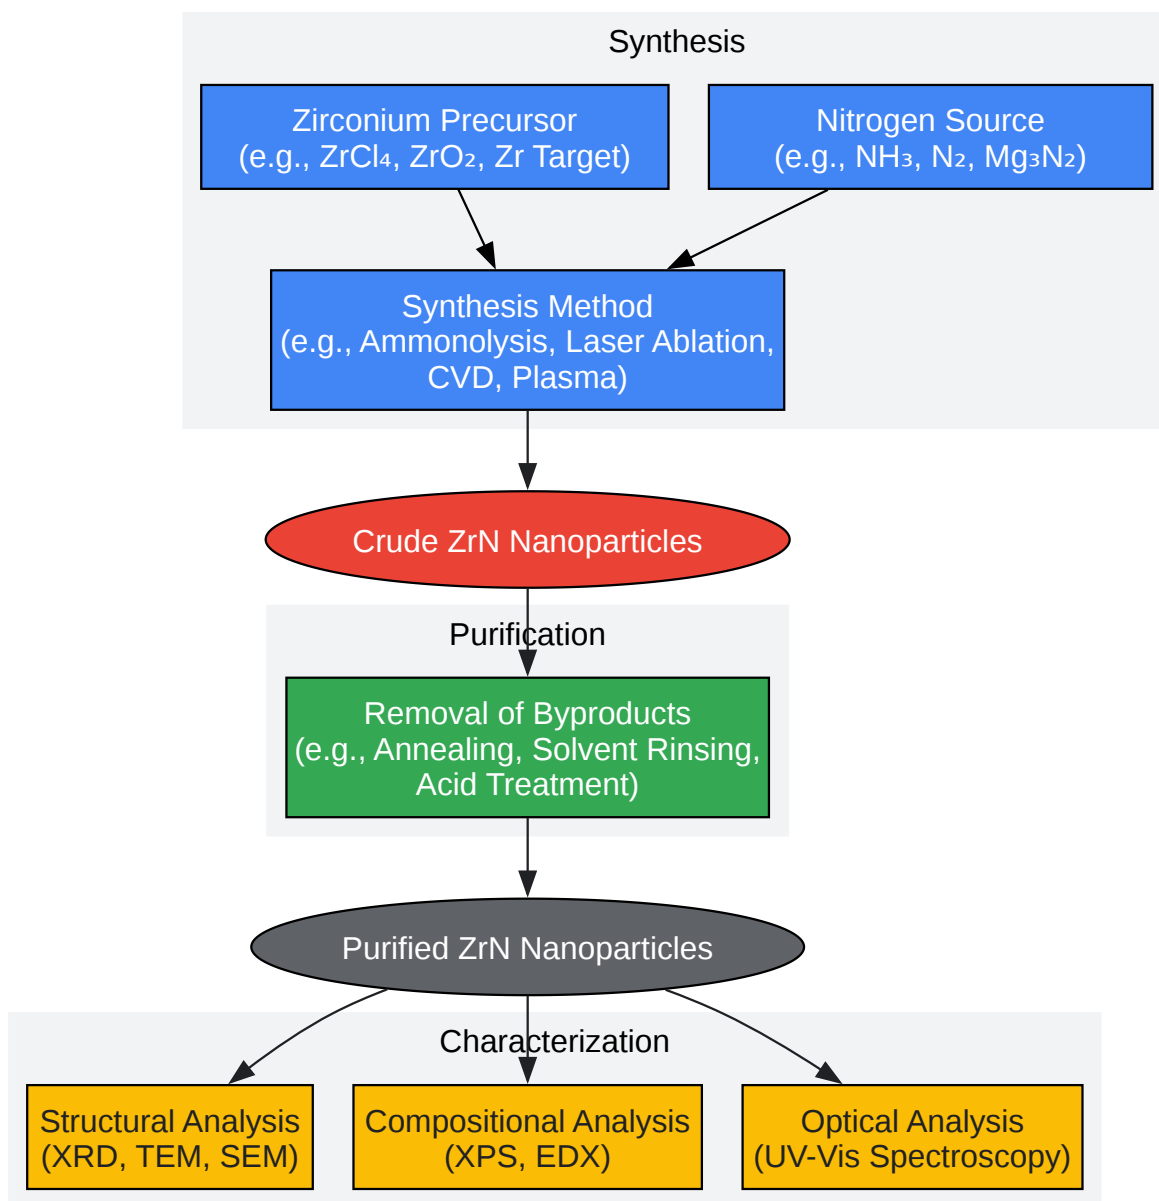 Synthesis
Zirconium Precursor
(e.g., ZrCl₄, ZrO₂, Zr Target)
Nitrogen Source
(e.g., NH₃, N₂, Mg₃N₂)
Synthesis Method
(e.g., Ammonolysis, Laser Ablation,
CVD, Plasma)
Crude ZrN Nanoparticles
Purification
Removal of Byproducts
(e.g., Annealing, Solvent Rinsing,
Acid Treatment)
Purified ZrN Nanoparticles
Characterization
Structural Analysis
(XRD, TEM, SEM)
Compositional Analysis
(XPS, EDX)
Optical Analysis
(UV-Vis Spectroscopy)